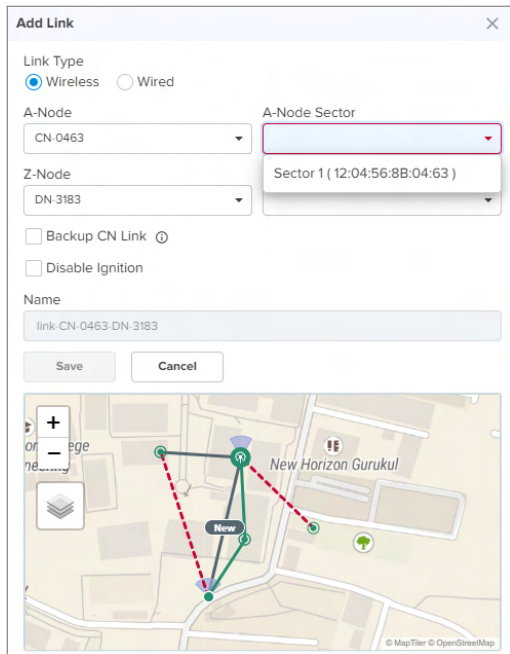 Add Link
Link Type
Wireless Wired
A-Node A-Node Sector
CN-0463
Sector 1 ( 12:04:56:8B:04:63 )
Z-Node
DN-3183
Backup CN Link
Disable Ignition
Name
link-CN-0463-DN-3183
Save Cancel
+
−
ege
New Horizon Gurukul
New
© MapTiler © OpenStreetMap